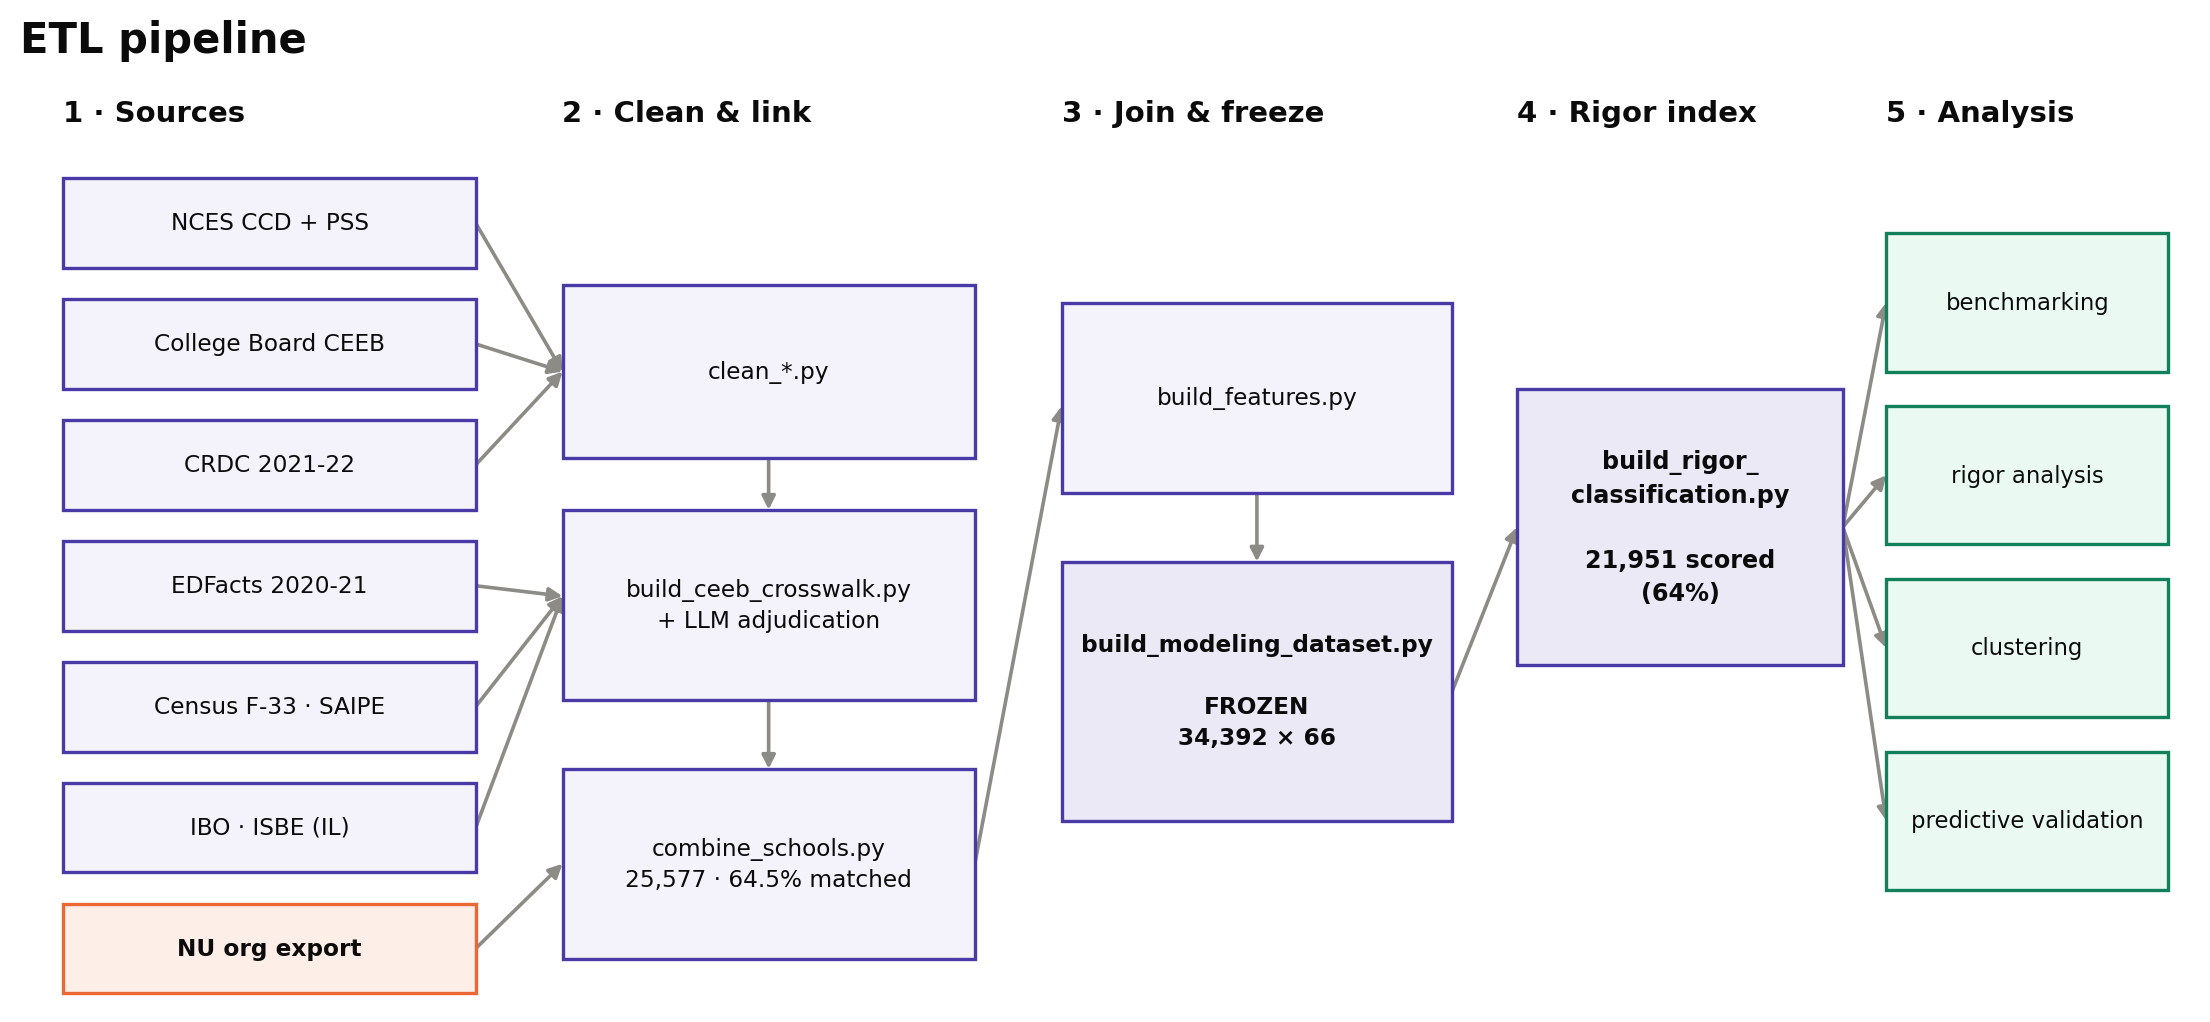 ETL pipeline
1 · Sources
2 · Clean & link
3 · Join & freeze
4 · Rigor index
5 · Analysis
NCES CCD + PSS
College Board CEEB
CRDC 2021-22
EDFacts 2020-21
Census F-33 · SAIPE
IBO · ISBE (IL)
NU org export
clean_*.py
build_ceeb_crosswalk.py
+ LLM adjudication
combine_schools.py
25,577 · 64.5% matched
build_features.py
build_modeling_dataset.py
FROZEN
34,392 × 66
build_rigor_
classification.py
21,951 scored
(64%)
benchmarking
rigor analysis
clustering
predictive validation